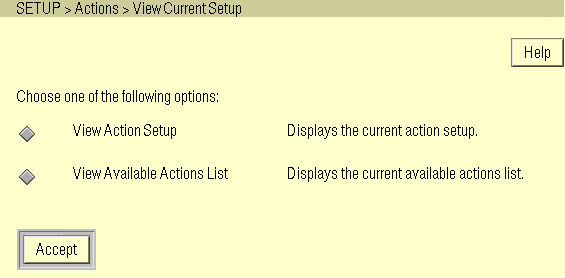 SETUP > Actions > View Current Setup
Help
Choose one of the following options:
View Action Setup Displays the current action setup.
View Available Actions List Displays the current available actions list.
Accept